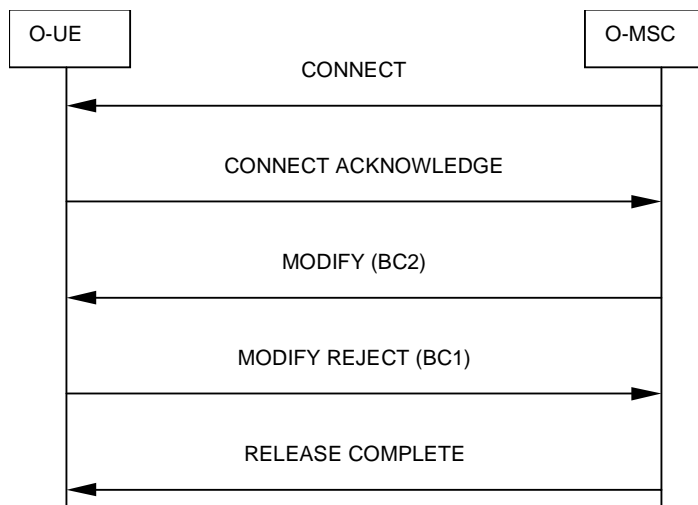 O-UE
O-MSC
CONNECT
CONNECT ACKNOWLEDGE
MODIFY (BC2)
MODIFY REJECT (BC1)
RELEASE COMPLETE